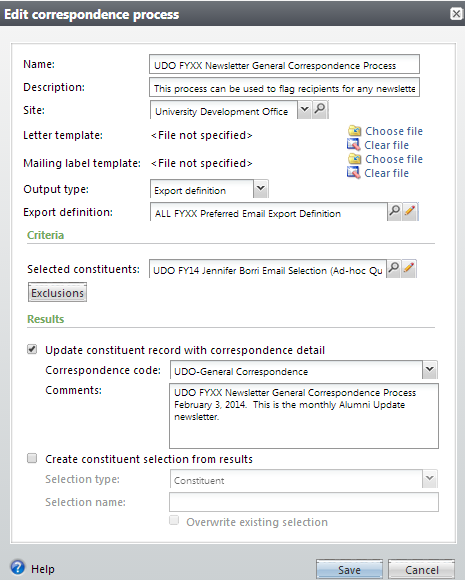 Edit correspondence process
Name: UDO FYXX Newsletter General Correspondence Process
Description: This process can be used to flag recipients for any newslette
Site: University Development Office
Letter template: <File not specified> Choose file
Clear file
Mailing label template: <File not specified> Choose file
Clear file
Output type: Export definition
Export definition: ALL FYXX Preferred Email Export Definition
Criteria
Selected constituents: UDO FY14 Jennifer Borri Email Selection (Ad-hoc Qu
Exclusions
Results
Update constituent record with correspondence detail
Correspondence code: UDO-General Correspondence
Comments: UDO FYXX Newsletter General Correspondence Process
February 3, 2014. This is the monthly Alumni Update
newsletter.
Create constituent selection from results
Selection type: Constituent
Selection name:
Overwrite existing selection
Help Save Cancel